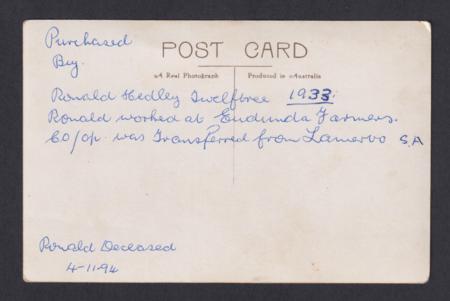 Purchased
By.
POST CARD
A Real Photograph
Produced in Australia
Ronald Hedley Twelftree 1933.
Ronald worked at Eudunda Farmers.
CO/OP. was Transferred from Lameroo S.A
Ronald Deceased
4-11-94